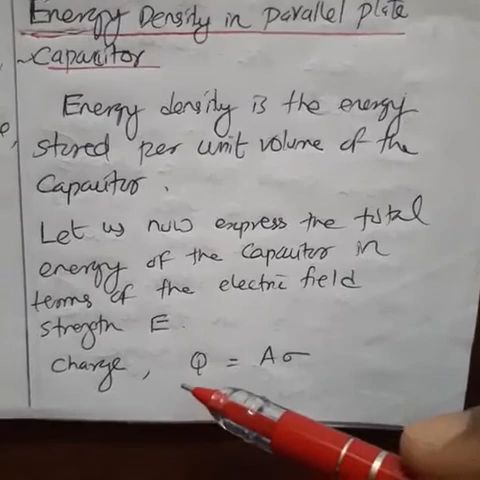 Energy Density in parallel plate
~Capacitor
Energy density is the energy
stored per unit volume of the
Capacitor.
Let us now express the total
energy of the capacitor in
terms of the electric field
strength E.
Charge, Q = Aσ